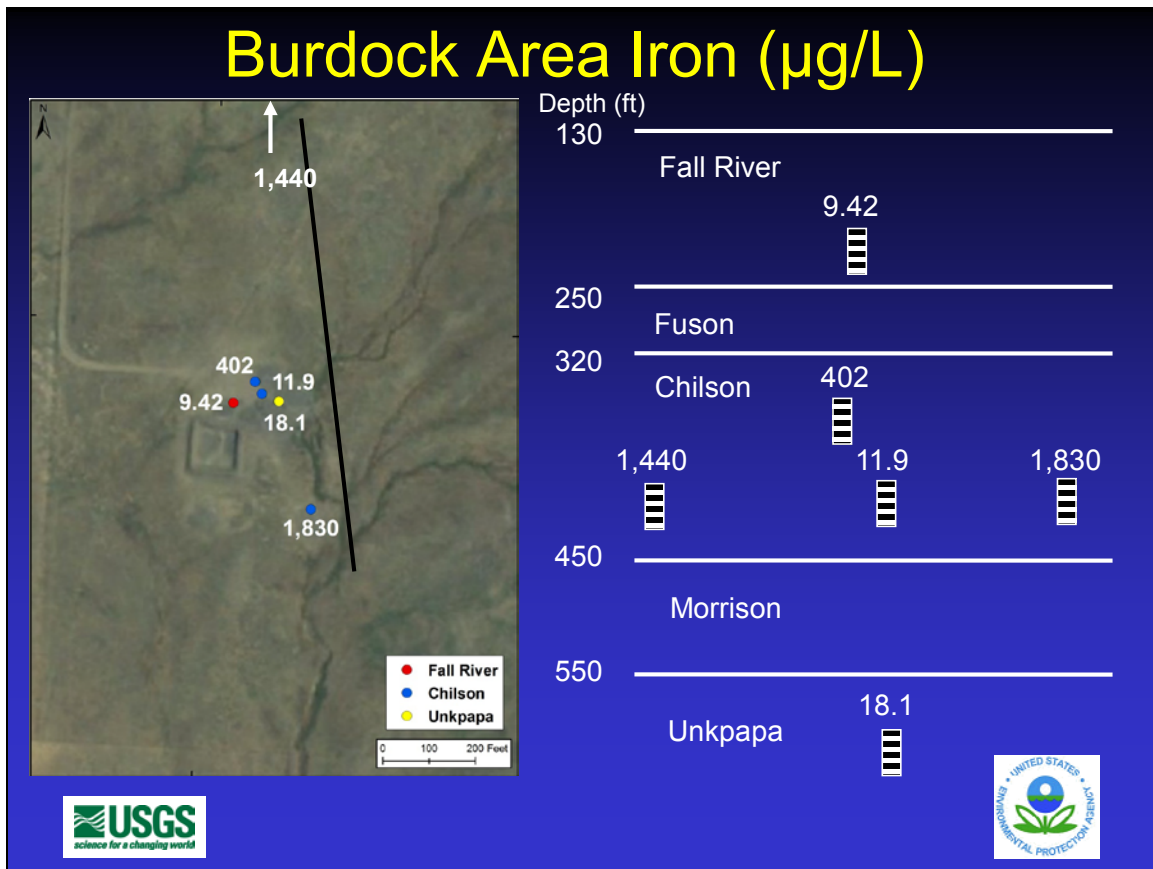 Burdock Area Iron (µg/L)
N
1,440
402
11.9
9.42
18.1
1,830
Fall River
Chilson
Unkpapa
0 100 200 Feet
Depth (ft)
130
Fall River
9.42
250
Fuson
320
Chilson
402
1,440
11.9
1,830
450
Morrison
550
18.1
Unkpapa
USGS
science for a changing world
UNITED STATES
ENVIRONMENTAL PROTECTION AGENCY